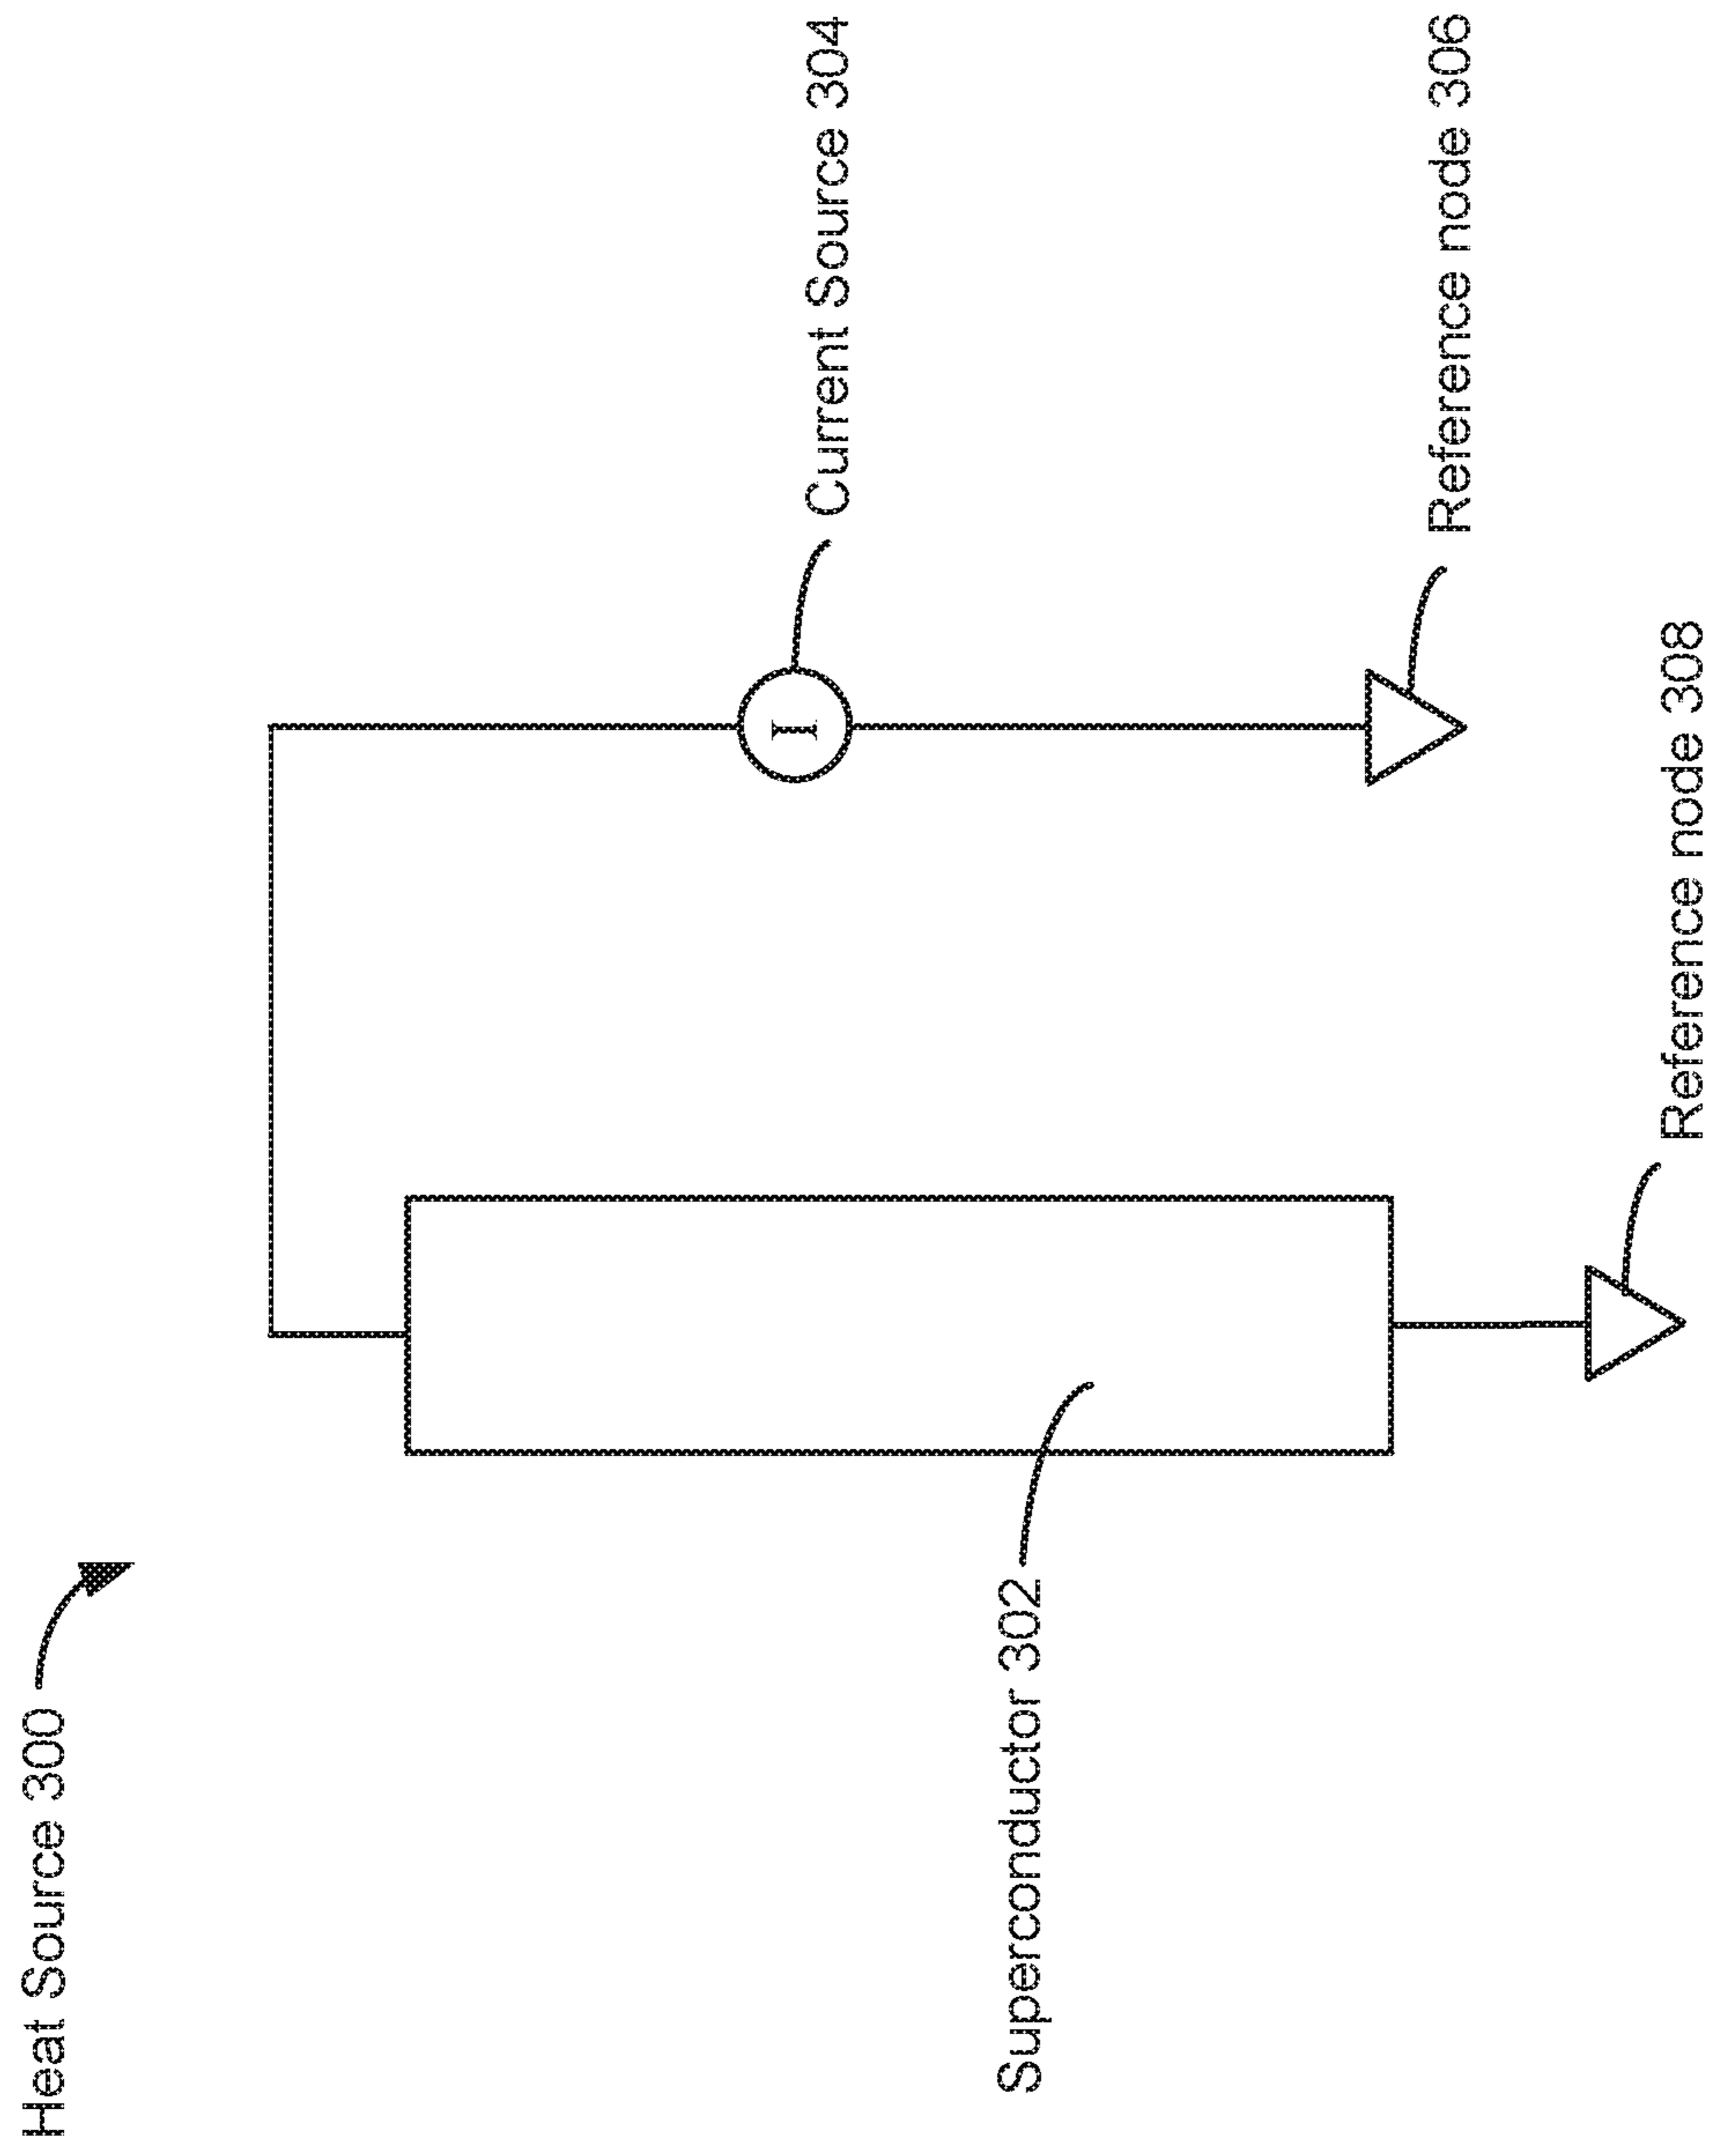 Heat Source 300
Superconductor 302
I
Current Source 304
Reference node 308
Reference node 306